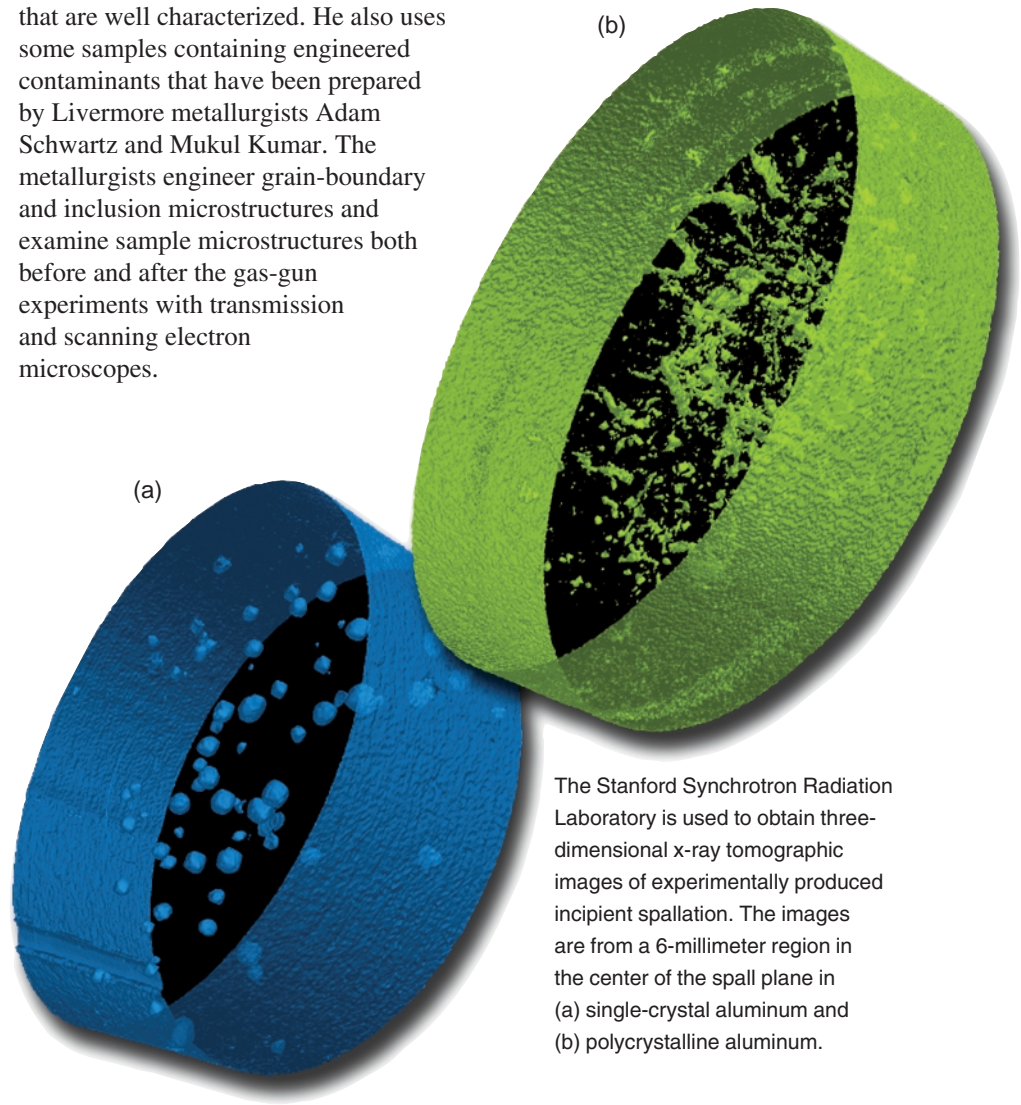 that are well characterized. He also uses
some samples containing engineered
contaminants that have been prepared
by Livermore metallurgists Adam
Schwartz and Mukul Kumar. The
metallurgists engineer grain-boundary
and inclusion microstructures and
examine sample microstructures both
before and after the gas-gun
experiments with transmission
and scanning electron
microscopes.
(b)
(a)
The Stanford Synchrotron Radiation
Laboratory is used to obtain three-
dimensional x-ray tomographic
images of experimentally produced
incipient spallation. The images
are from a 6-millimeter region in
the center of the spall plane in
(a) single-crystal aluminum and
(b) polycrystalline aluminum.